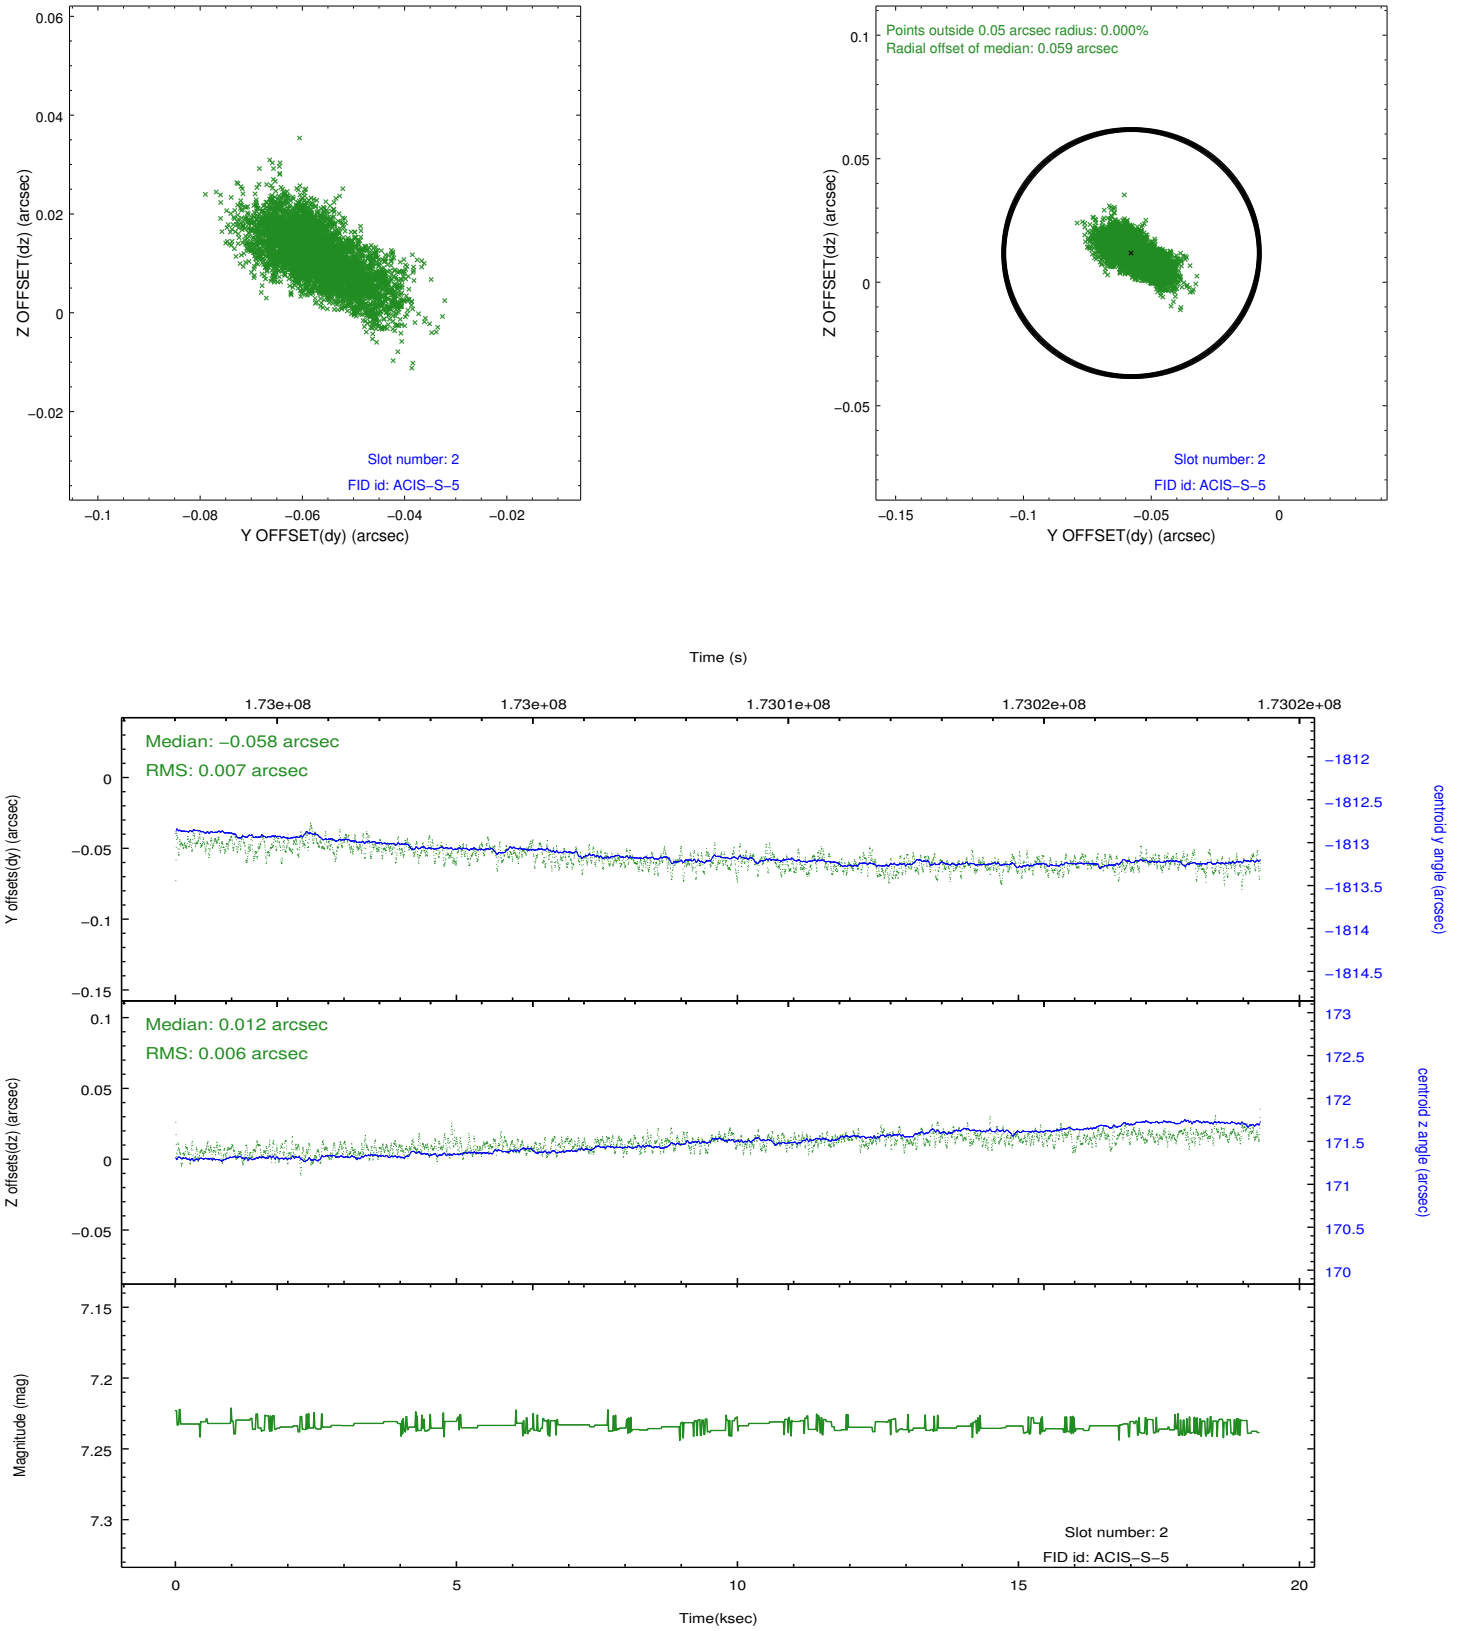 0.06
0.04
0.02
0
−0.02
Z OFFSET(dz) (arcsec)
Slot number: 2
FID id: ACIS−S−5
−0.1
−0.08
−0.06
−0.04
−0.02
Y OFFSET(dy) (arcsec)
Points outside 0.05 arcsec radius: 0.000%
Radial offset of median: 0.059 arcsec
0.1
0.05
0
−0.05
Z OFFSET(dz) (arcsec)
Slot number: 2
FID id: ACIS−S−5
−0.15
−0.1
−0.05
0
Y OFFSET(dy) (arcsec)
Time (s)
1.73e+08
1.73e+08
1.7301e+08
1.7302e+08
1.7302e+08
Median: −0.058 arcsec
RMS: 0.007 arcsec
0
−0.05
−0.1
−0.15
Y offsets(dy) (arcsec)
−1812
−1812.5
−1813
−1813.5
−1814
−1814.5
centroid y angle (arcsec)
Median: 0.012 arcsec
RMS: 0.006 arcsec
0.1
0.05
0
−0.05
Z offsets(dz) (arcsec)
173
172.5
172
171.5
171
170.5
170
centroid z angle (arcsec)
7.15
7.2
7.25
7.3
Magnitude (mag)
Slot number: 2
FID id: ACIS−S−5
0
5
10
15
20
Time(ksec)